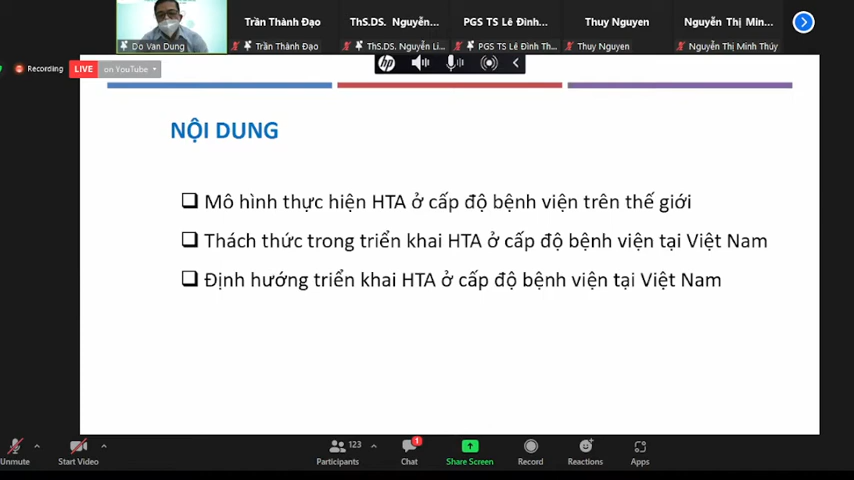 Trần Thành Đạo
ThS.DS. Nguyễn...
PGS TS Lê Đình...
Thuy Nguyen
Nguyễn Thị Minh...
Do Van Dung
Trần Thành Đạo
ThS.DS. Nguyễn Li...
PGS TS Lê Đình Th...
Thuy Nguyen
Nguyễn Thị Minh Thúy
Recording
LIVE
on YouTube
hp
NỘI DUNG
Mô hình thực hiện HTA ở cấp độ bệnh viện trên thế giới
Thách thức trong triển khai HTA ở cấp độ bệnh viện tại Việt Nam
Định hướng triển khai HTA ở cấp độ bệnh viện tại Việt Nam
123
1
Unmute
Start Video
Participants
Chat
Share Screen
Record
Reactions
Apps